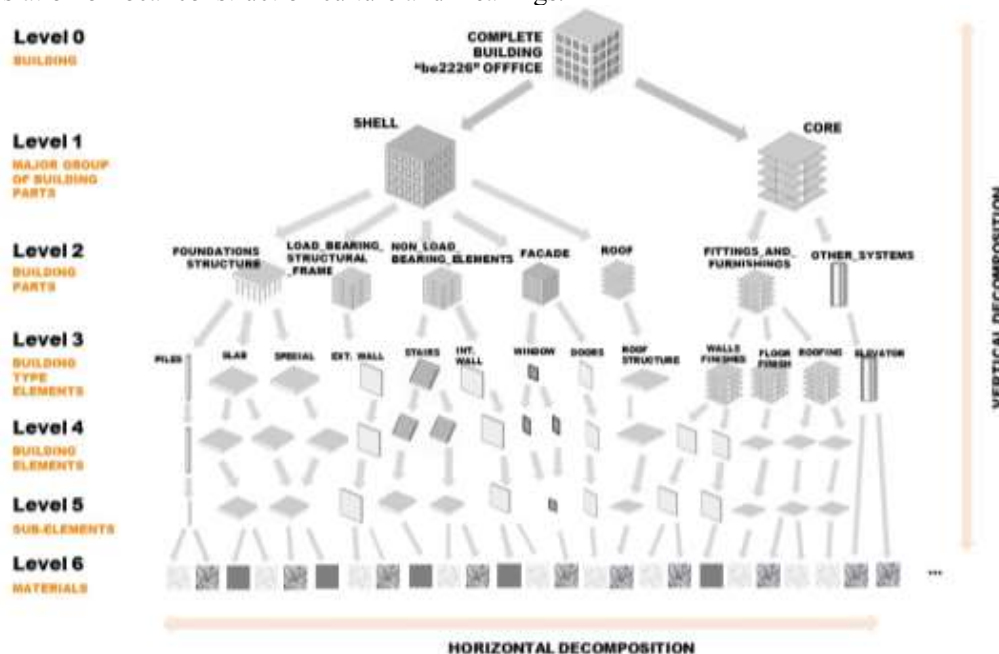 Level 0
BUILDING
COMPLETE
BUILDING
"be2226" OFFFICE
Level 1
MAJOR GROUP
OF BUILDING
PARTS
SHELL
CORE
Level 2
BUILDING
PARTS
FOUNDATIONS
STRUCTURE
LOAD_BEARING_
STRUCTURAL
_FRAME
NON_LOAD
BEARING_ELEMENTS
FACADE
ROOF
FITTINGS_AND_
FURNISHINGS
OTHER_SYSTEMS
Level 3
BUILDING
TYPE
ELEMENTS
PILES
SLAB
SPECIAL
EXT. WALL
STAIRS
INT.
WALL
WINDOW
DOORS
ROOF
STRUCTURE
WALLS
FINISHES
FLOOR
FINISH
ROOFING
ELEVATOR
Level 4
BUILDING
ELEMENTS
Level 5
SUB-ELEMENTS
Level 6
MATERIALS
...
HORIZONTAL DECOMPOSITION
VERTICAL DECOMPOSITION